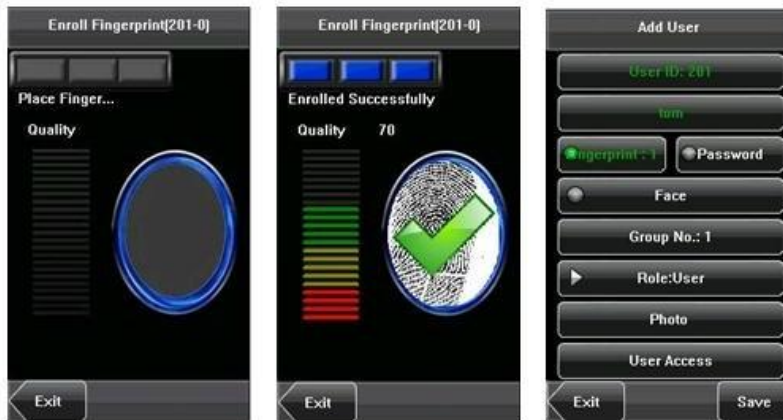 Enroll Fingerprint[201-0]
Place Finger...
Quality
Exit
Enroll Fingerprint(201-0]
Enrolled Successfully
Quality 70
Exit
Add User
User ID: 201
tom
ngerprint : 1
Password
Face
Group No.: 1
Role:User
Photo
User Access
Exit
Save